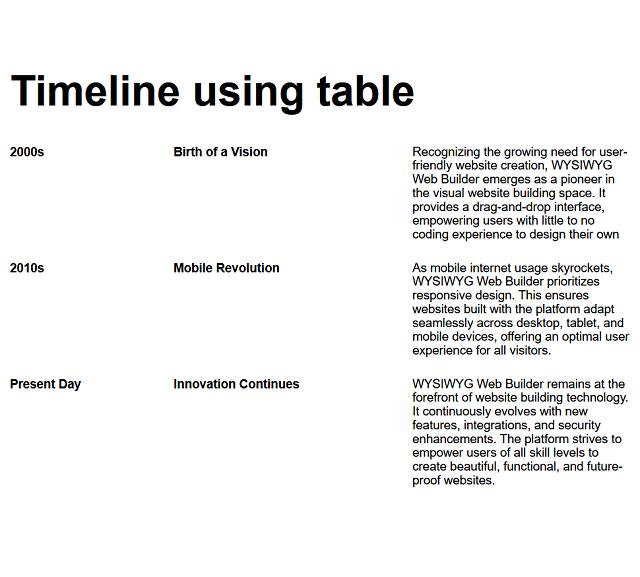 Timeline using table
2000s
Birth of a Vision
Recognizing the growing need for user-
friendly website creation, WYSIWYG
Web Builder emerges as a pioneer in
the visual website building space. It
provides a drag-and-drop interface,
empowering users with little to no
coding experience to design their own
2010s
Mobile Revolution
As mobile internet usage skyrockets,
WYSIWYG Web Builder prioritizes
responsive design. This ensures
websites built with the platform adapt
seamlessly across desktop, tablet, and
mobile devices, offering an optimal user
experience for all visitors.
Present Day
Innovation Continues
WYSIWYG Web Builder remains at the
forefront of website building technology.
It continuously evolves with new
features, integrations, and security
enhancements. The platform strives to
empower users of all skill levels to
create beautiful, functional, and future-
proof websites.